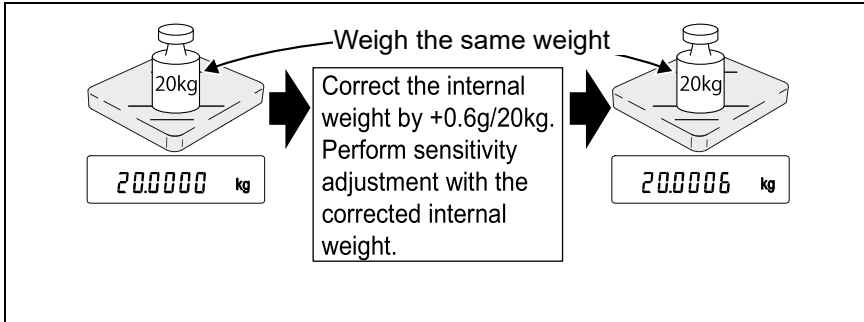 Weigh the same weight
20kg
20kg
Correct the internal
weight by +0.6g/20kg.
Perform sensitivity
adjustment with the
corrected internal
weight.
20.0000 kg
20.0006 kg